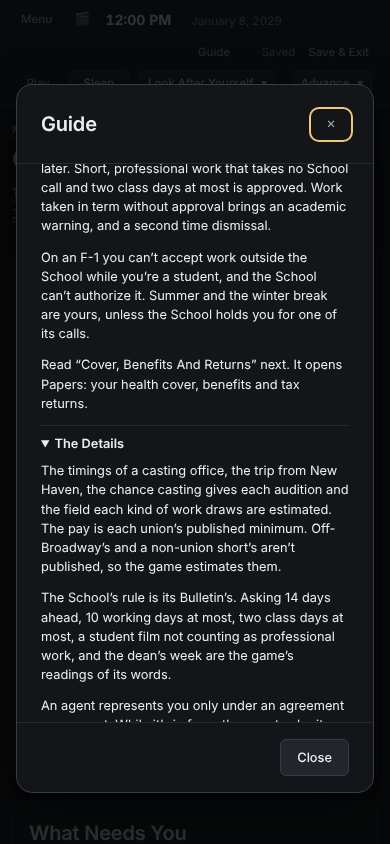 Menu 🎬 12:00 PM January 8, 2029
Guide Saved Save & Exit
Play Sleep Look After Yourself ▾ Advance ▾
Guide ×
later. Short, professional work that takes no School
call and two class days at most is approved. Work
taken in term without approval brings an academic
warning, and a second time dismissal.
On an F-1 you can’t accept work outside the
School while you’re a student, and the School
can’t authorize it. Summer and the winter break
are yours, unless the School holds you for one of
its calls.
Read “Cover, Benefits And Returns” next. It opens
Papers: your health cover, benefits and tax
returns.
▼ The Details
The timings of a casting office, the trip from New
Haven, the chance casting gives each audition and
the field each kind of work draws are estimated.
The pay is each union’s published minimum. Off-
Broadway’s and a non-union short’s aren’t
published, so the game estimates them.
The School’s rule is its Bulletin’s. Asking 14 days
ahead, 10 working days at most, two class days at
most, a student film not counting as professional
work, and the dean’s week are the game’s
readings of its words.
An agent represents you only under an agreement
Close
What Needs You